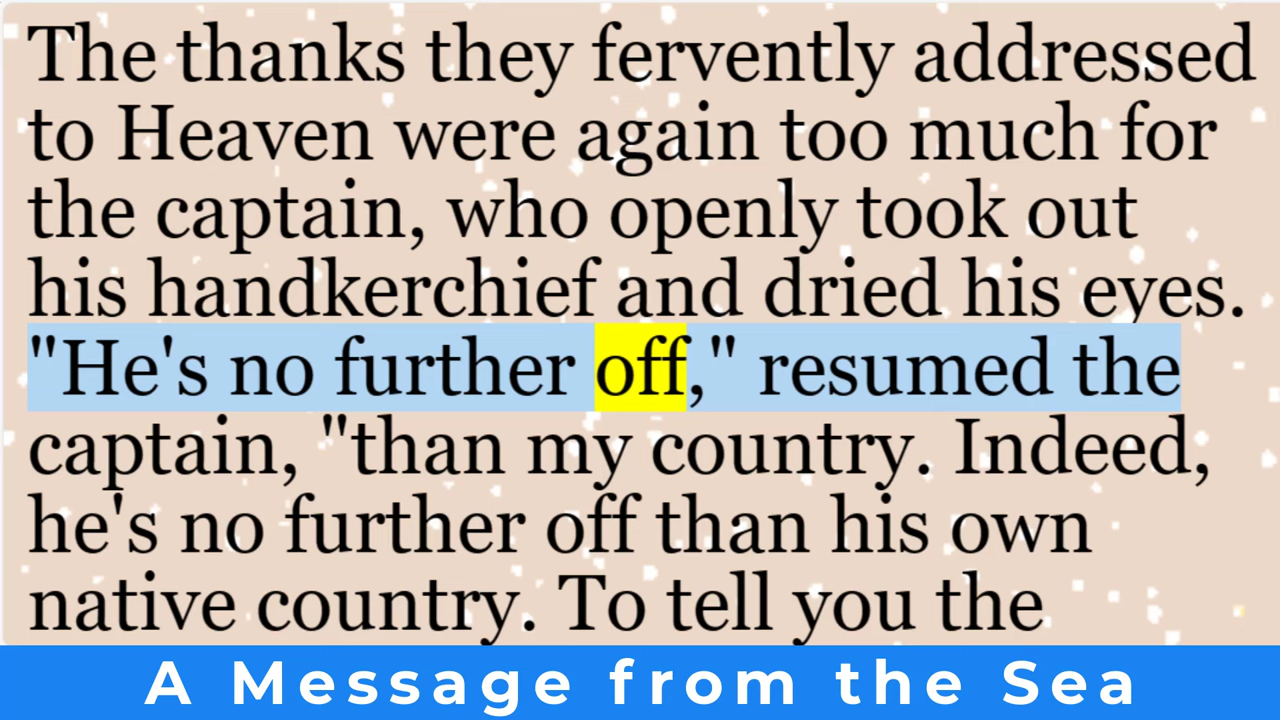 The thanks they fervently addressed
to Heaven were again too much for
the captain, who openly took out
his handkerchief and dried his eyes.
"He's no further off," resumed the
captain, "than my country. Indeed,
he's no further off than his own
native country. To tell you the
A Message from the Sea